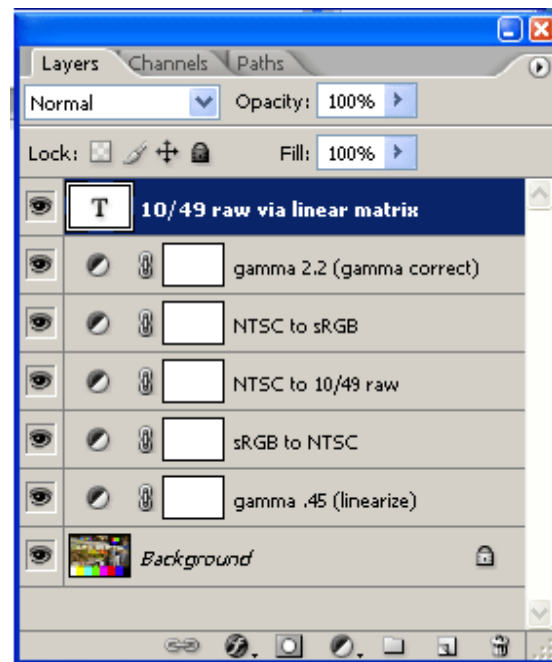 Layers Channels Paths
Normal Opacity: 100%
Lock: Fill: 100%
T 10/49 raw via linear matrix
gamma 2.2 (gamma correct)
NTSC to sRGB
NTSC to 10/49 raw
sRGB to NTSC
gamma .45 (linearize)
Background